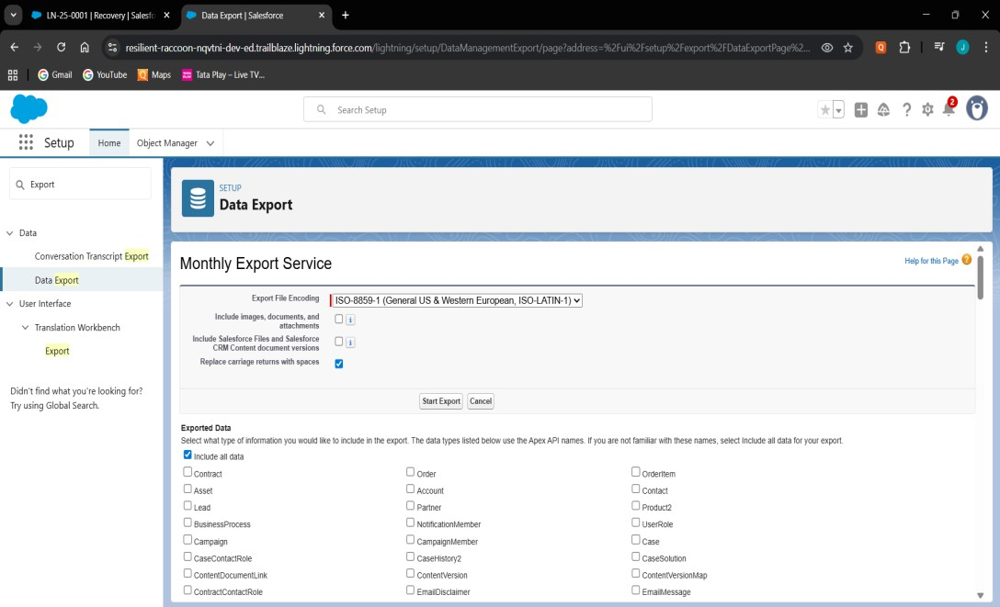 LN-25-0001 | Recovery | Salesfo
Data Export | Salesforce
resilient-raccoon-nqvtni-dev-ed.trailblaze.lightning.force.com/lightning/setup/DataManagementExport/page?address=%2Fui%2Fsetup%2Fexport%2FDataExportPage%2...
Q
J
Gmail
YouTube
Maps
Tata Play – Live TV...
Search Setup
2
Setup
Home
Object Manager
Export
SETUP
Data Export
Data
Conversation Transcript Export
Data Export
User Interface
Translation Workbench
Export
Didn't find what you're looking for?
Try using Global Search.
Monthly Export Service
Help for this Page ?
Export File Encoding
ISO-8859-1 (General US & Western European, ISO-LATIN-1)
Include images, documents, and
attachments
i
Include Salesforce Files and Salesforce
CRM Content document versions
i
Replace carriage returns with spaces
Start Export
Cancel
Exported Data
Select what type of information you would like to include in the export. The data types listed below use the Apex API names. If you are not familiar with these names, select Include all data for your export.
Include all data
Contract
Order
OrderItem
Asset
Account
Contact
Lead
Partner
Product2
BusinessProcess
NotificationMember
UserRole
Campaign
CampaignMember
Case
CaseContactRole
CaseHistory2
CaseSolution
ContentDocumentLink
ContentVersion
ContentVersionMap
ContractContactRole
EmailDisclaimer
EmailMessage